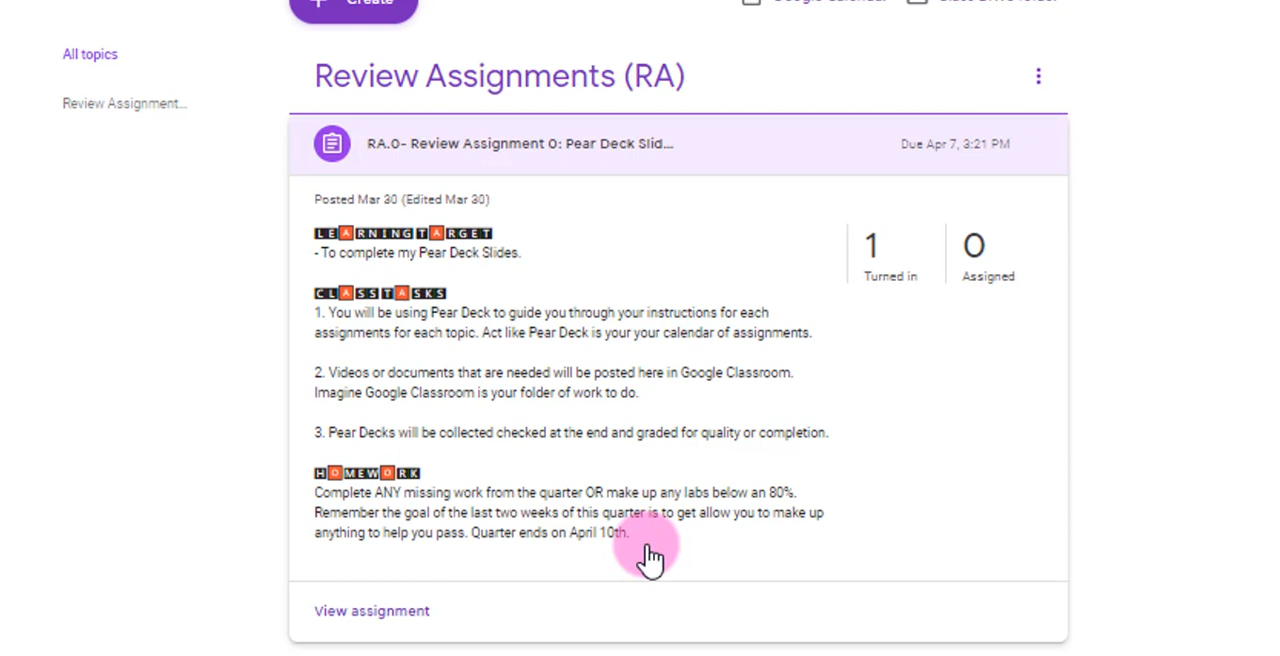 Create
Google Calendar
Class Drive folder
All topics
Review Assignment...
Review Assignments (RA)
RA.0- Review Assignment 0: Pear Deck Slid...
Due Apr 7, 3:21 PM
Posted Mar 30 (Edited Mar 30)
LEARNING TARGET
- To complete my Pear Deck Slides.
1
Turned in
0
Assigned
CLASS TASKS
1. You will be using Pear Deck to guide you through your instructions for each
assignments for each topic. Act like Pear Deck is your your calendar of assignments.
2. Videos or documents that are needed will be posted here in Google Classroom.
Imagine Google Classroom is your folder of work to do.
3. Pear Decks will be collected checked at the end and graded for quality or completion.
HOMEWORK
Complete ANY missing work from the quarter OR make up any labs below an 80%.
Remember the goal of the last two weeks of this quarter is to get allow you to make up
anything to help you pass. Quarter ends on April 10th.
View assignment